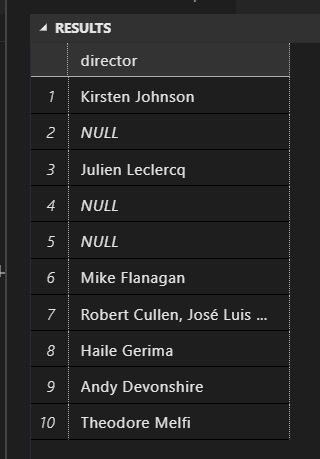 RESULTS
director
1 Kirsten Johnson
2 NULL
3 Julien Leclercq
4 NULL
5 NULL
6 Mike Flanagan
7 Robert Cullen, José Luis ...
8 Haile Gerima
9 Andy Devonshire
10 Theodore Melfi